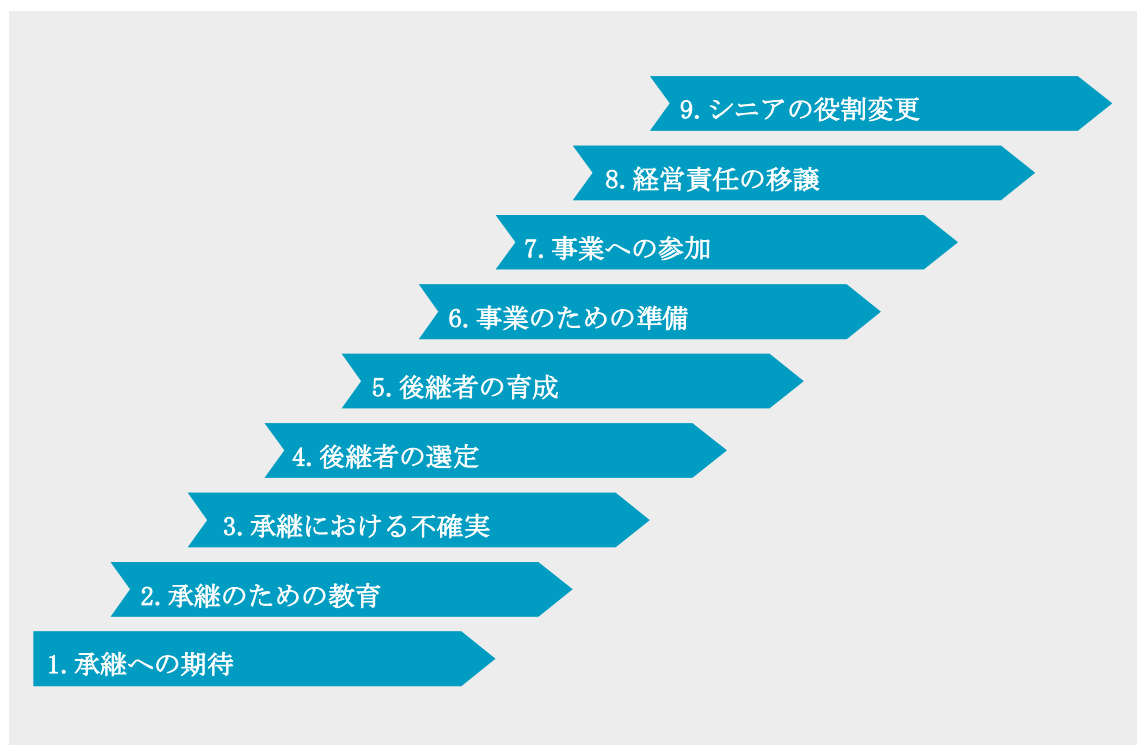 9. シニアの役割変更
8. 経営責任の移譲
7. 事業への参加
6. 事業のための準備
5. 後継者の育成
4. 後継者の選定
3. 承継における不確実
2. 承継のための教育
1. 承継への期待